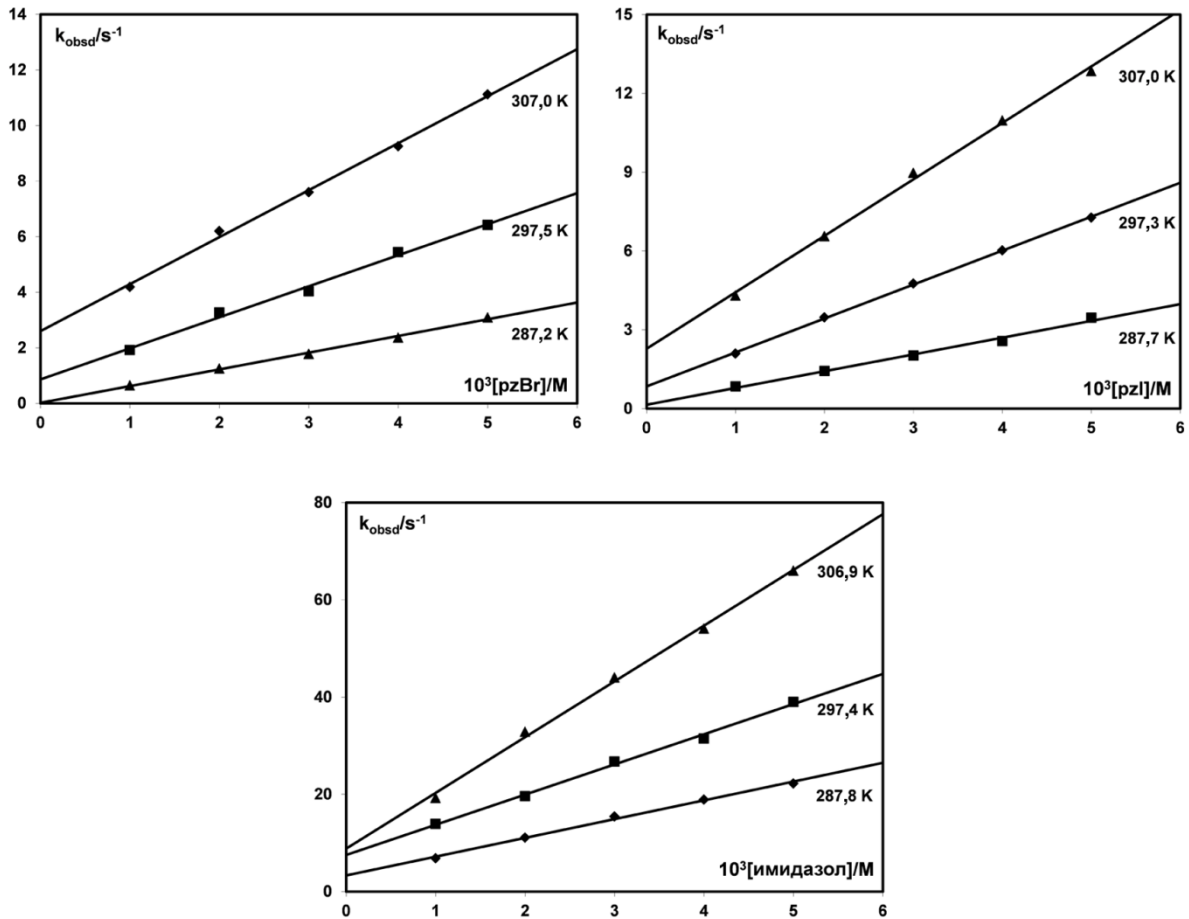 14
12
10
8
6
4
2
0
k_obsd/s⁻¹
307,0 K
297,5 K
287,2 K
10³[pzBr]/M
0 1 2 3 4 5 6
15
12
9
6
3
0
k_obsd/s⁻¹
307,0 K
297,3 K
287,7 K
10³[pzI]/M
0 1 2 3 4 5 6
80
60
40
20
0
k_obsd/s⁻¹
306,9 K
297,4 K
287,8 K
10³[имидазол]/M
0 1 2 3 4 5 6